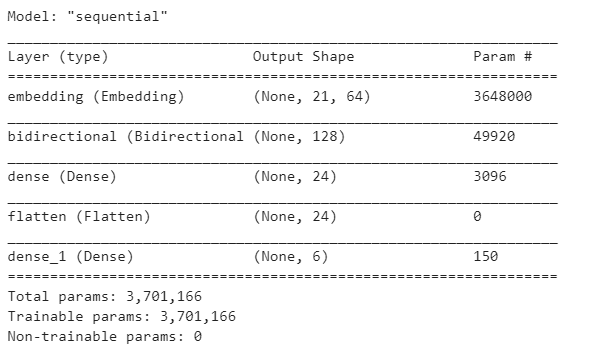 Model: "sequential"
_________________________________________________________________
Layer (type)                 Output Shape              Param #
=================================================================
embedding (Embedding)        (None, 21, 64)            3648000
_________________________________________________________________
bidirectional (Bidirectional (None, 128)               49920
_________________________________________________________________
dense (Dense)                (None, 24)                3096
_________________________________________________________________
flatten (Flatten)            (None, 24)                0
_________________________________________________________________
dense_1 (Dense)              (None, 6)                 150
=================================================================
Total params: 3,701,166
Trainable params: 3,701,166
Non-trainable params: 0